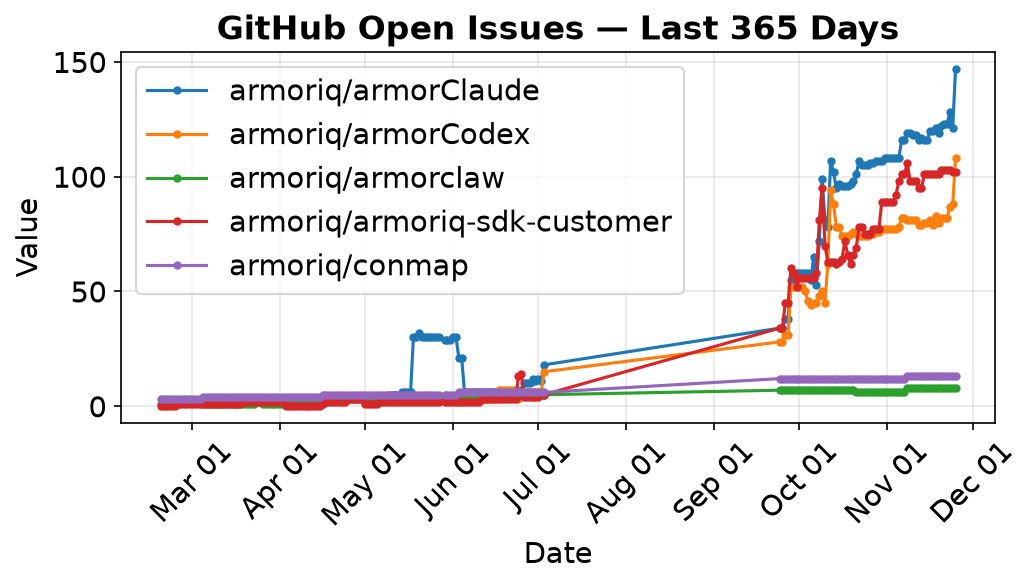 GitHub Open Issues — Last 365 Days
Value
150
100
50
0
armoriq/armorClaude
armoriq/armorCodex
armoriq/armorclaw
armoriq/armoriq-sdk-customer
armoriq/conmap
Mar 01
Apr 01
May 01
Jun 01
Jul 01
Aug 01
Sep 01
Oct 01
Nov 01
Dec 01
Date